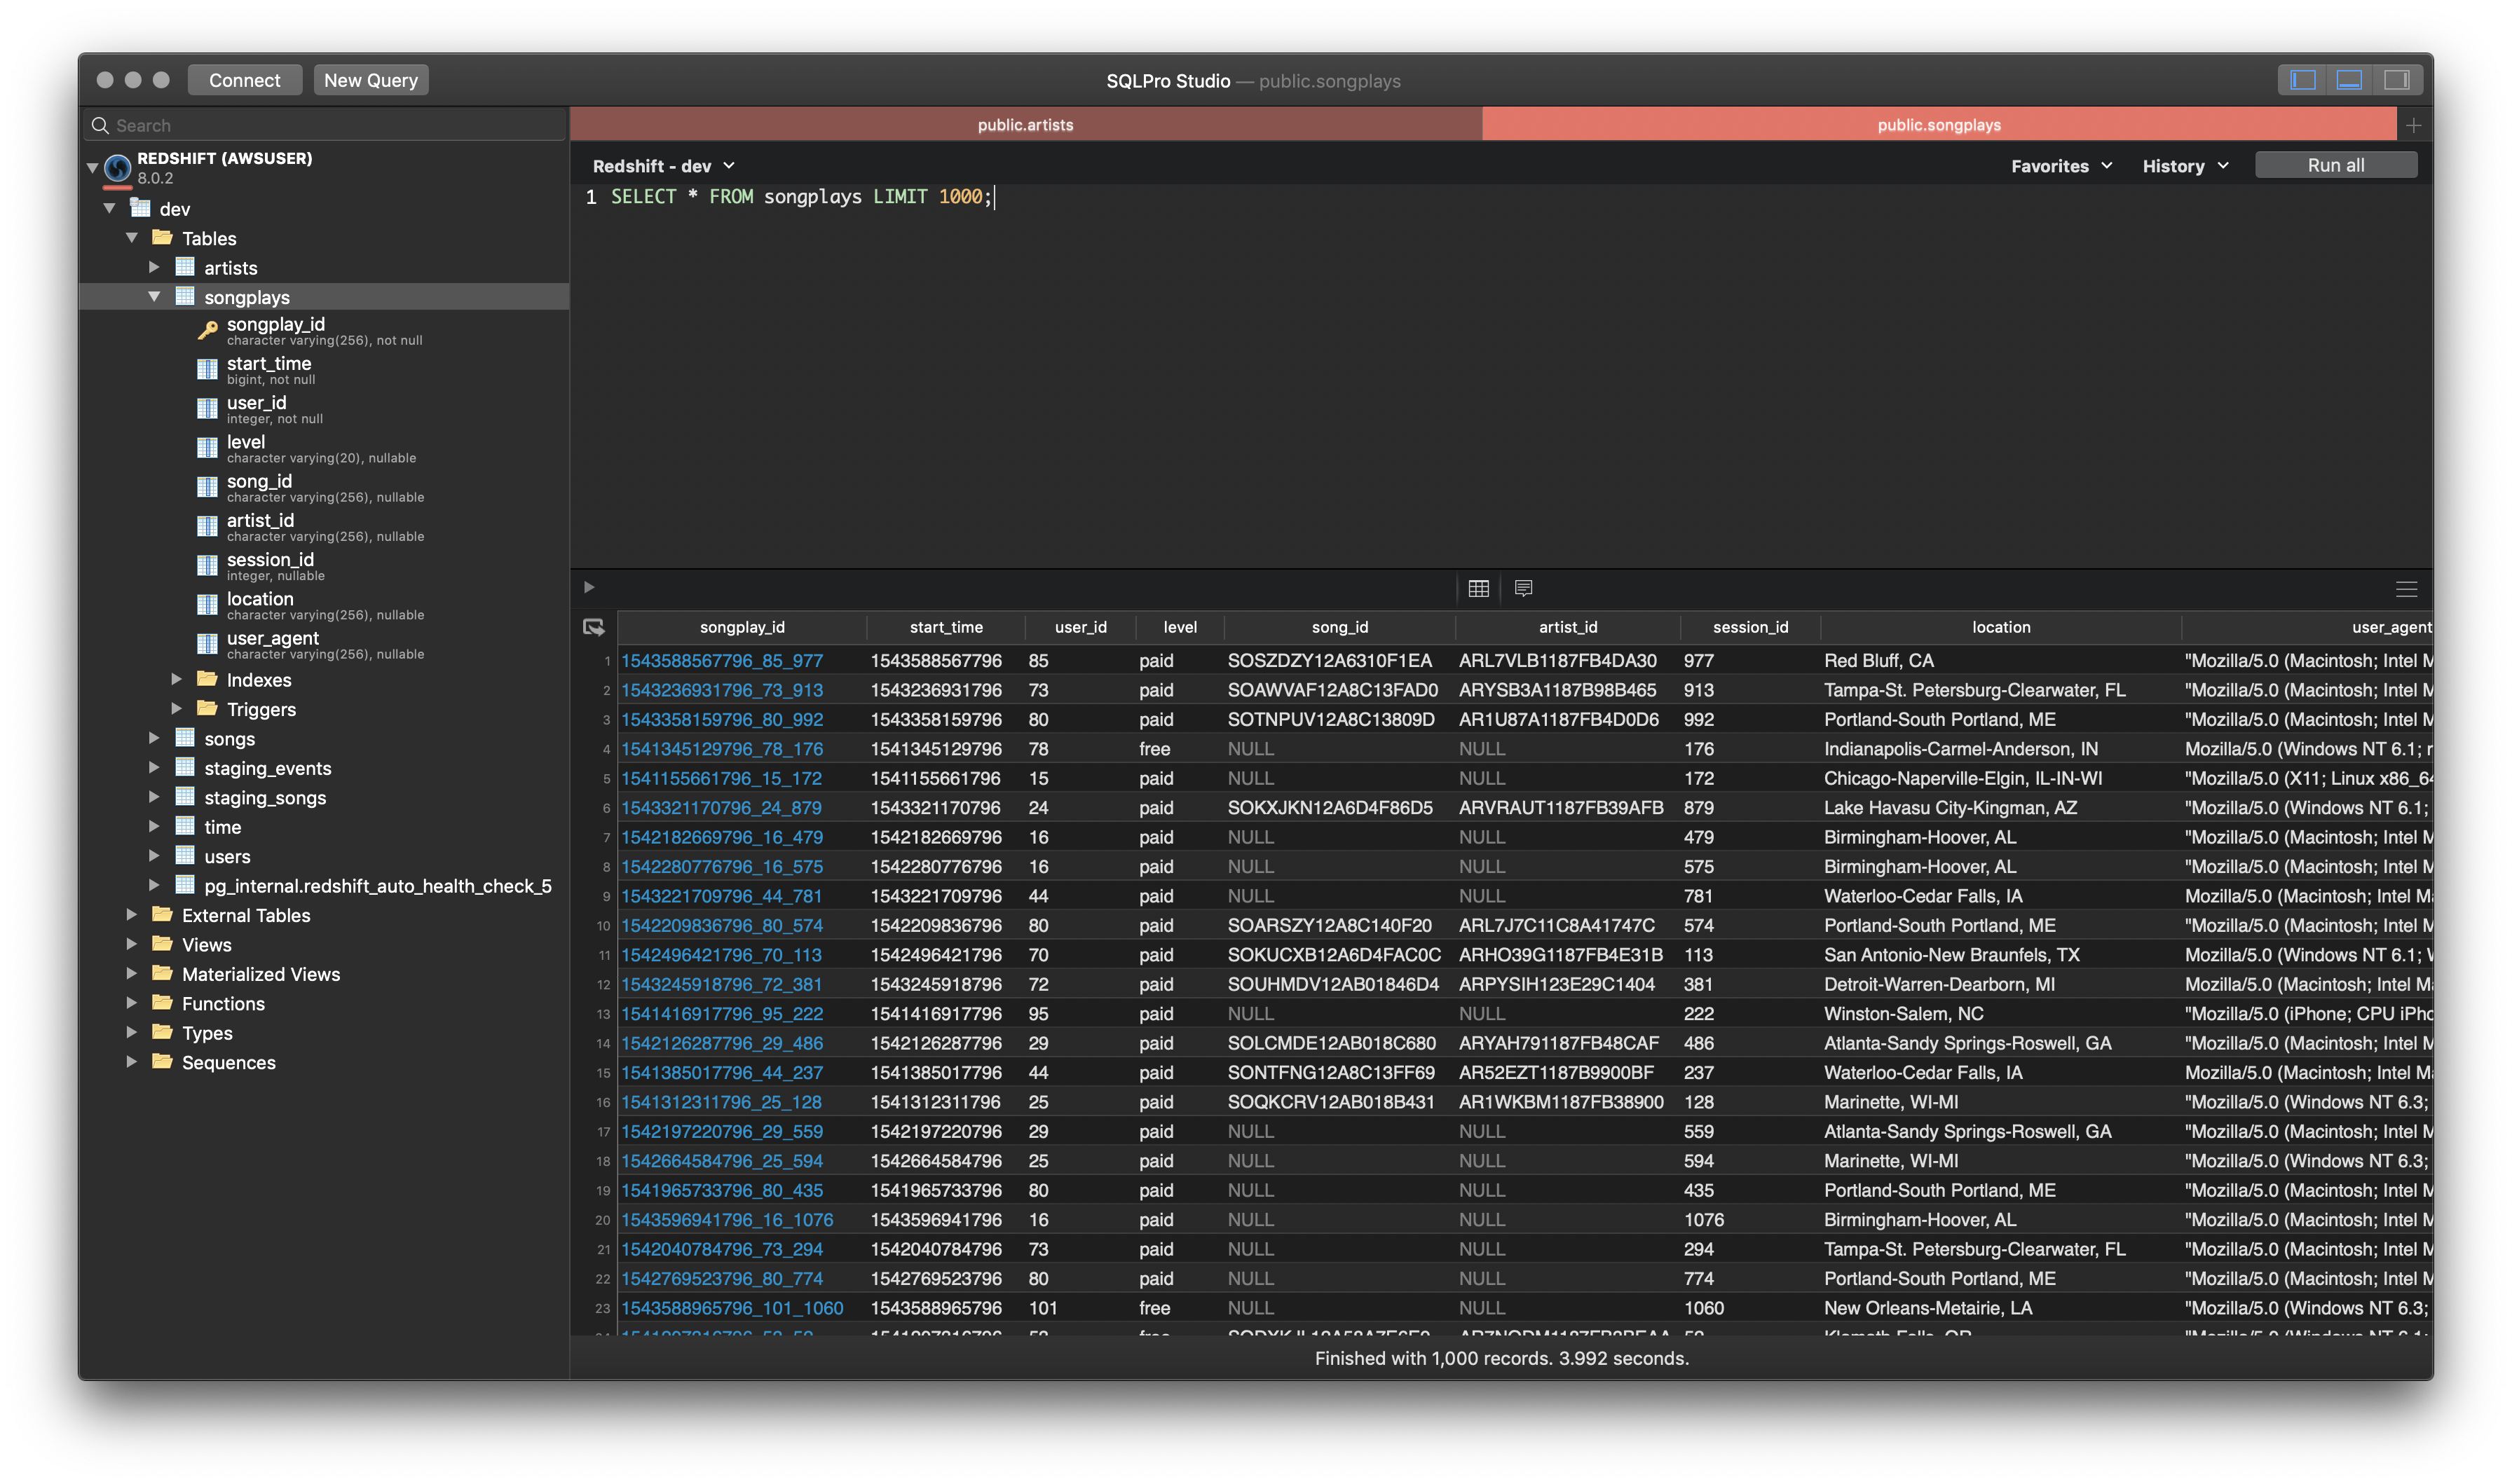 Connect New Query SQLPro Studio — public.songplays
Search
REDSHIFT (AWSUSER)
8.0.2
dev
Tables
artists
songplays
songplay_id
character varying(256), not null
start_time
bigint, not null
user_id
integer, not null
level
character varying(20), nullable
song_id
character varying(256), nullable
artist_id
character varying(256), nullable
session_id
integer, nullable
location
character varying(256), nullable
user_agent
character varying(256), nullable
Indexes
Triggers
songs
staging_events
staging_songs
time
users
pg_internal.redshift_auto_health_check_5
External Tables
Views
Materialized Views
Functions
Types
Sequences
public.artists public.songplays
Redshift - dev Favorites History Run all
1 SELECT * FROM songplays LIMIT 1000;
songplay_id start_time user_id level song_id artist_id session_id location user_agent
1 1543588567796_85_977 1543588567796 85 paid SOSZDZY12A6310F1EA ARL7VLB1187FB4DA30 977 Red Bluff, CA "Mozilla/5.0 (Macintosh; Intel M
2 1543236931796_73_913 1543236931796 73 paid SOAWVAF12A8C13FAD0 ARYSB3A1187B98B465 913 Tampa-St. Petersburg-Clearwater, FL "Mozilla/5.0 (Macintosh; Intel M
3 1543358159796_80_992 1543358159796 80 paid SOTNPUV12A8C13809D AR1U87A1187FB4D0D6 992 Portland-South Portland, ME "Mozilla/5.0 (Macintosh; Intel M
4 1541345129796_78_176 1541345129796 78 free NULL NULL 176 Indianapolis-Carmel-Anderson, IN Mozilla/5.0 (Windows NT 6.1; r
5 1541155661796_15_172 1541155661796 15 paid NULL NULL 172 Chicago-Naperville-Elgin, IL-IN-WI "Mozilla/5.0 (X11; Linux x86_64
6 1543321170796_24_879 1543321170796 24 paid SOKXJKN12A6D4F86D5 ARVRAUT1187FB39AFB 879 Lake Havasu City-Kingman, AZ "Mozilla/5.0 (Windows NT 6.1;
7 1542182669796_16_479 1542182669796 16 paid NULL NULL 479 Birmingham-Hoover, AL "Mozilla/5.0 (Macintosh; Intel M
8 1542280776796_16_575 1542280776796 16 paid NULL NULL 575 Birmingham-Hoover, AL "Mozilla/5.0 (Macintosh; Intel M
9 1543221709796_44_781 1543221709796 44 paid NULL NULL 781 Waterloo-Cedar Falls, IA Mozilla/5.0 (Macintosh; Intel Ma
10 1542209836796_80_574 1542209836796 80 paid SOARSZY12A8C140F20 ARL7J7C11C8A41747C 574 Portland-South Portland, ME "Mozilla/5.0 (Macintosh; Intel M
11 1542496421796_70_113 1542496421796 70 paid SOKUCXB12A6D4FAC0C ARHO39G1187FB4E31B 113 San Antonio-New Braunfels, TX Mozilla/5.0 (Windows NT 6.1; W
12 1543245918796_72_381 1543245918796 72 paid SOUHMDV12AB01846D4 ARPYSIH123E29C1404 381 Detroit-Warren-Dearborn, MI Mozilla/5.0 (Macintosh; Intel Ma
13 1541416917796_95_222 1541416917796 95 paid NULL NULL 222 Winston-Salem, NC "Mozilla/5.0 (iPhone; CPU iPho
14 1542126287796_29_486 1542126287796 29 paid SOLCMDE12AB018C680 ARYAH791187FB48CAF 486 Atlanta-Sandy Springs-Roswell, GA "Mozilla/5.0 (Macintosh; Intel M
15 1541385017796_44_237 1541385017796 44 paid SONTFNG12A8C13FF69 AR52EZT1187B9900BF 237 Waterloo-Cedar Falls, IA Mozilla/5.0 (Macintosh; Intel Ma
16 1541312311796_25_128 1541312311796 25 paid SOQKCRV12AB018B431 AR1WKBM1187FB38900 128 Marinette, WI-MI "Mozilla/5.0 (Windows NT 6.3;
17 1542197220796_29_559 1542197220796 29 paid NULL NULL 559 Atlanta-Sandy Springs-Roswell, GA "Mozilla/5.0 (Macintosh; Intel M
18 1542664584796_25_594 1542664584796 25 paid NULL NULL 594 Marinette, WI-MI "Mozilla/5.0 (Windows NT 6.3;
19 1541965733796_80_435 1541965733796 80 paid NULL NULL 435 Portland-South Portland, ME "Mozilla/5.0 (Macintosh; Intel M
20 1543596941796_16_1076 1543596941796 16 paid NULL NULL 1076 Birmingham-Hoover, AL "Mozilla/5.0 (Macintosh; Intel M
21 1542040784796_73_294 1542040784796 73 paid NULL NULL 294 Tampa-St. Petersburg-Clearwater, FL "Mozilla/5.0 (Macintosh; Intel M
22 1542769523796_80_774 1542769523796 80 paid NULL NULL 774 Portland-South Portland, ME "Mozilla/5.0 (Macintosh; Intel M
23 1543588965796_101_1060 1543588965796 101 free NULL NULL 1060 New Orleans-Metairie, LA "Mozilla/5.0 (Windows NT 6.3;
Finished with 1,000 records. 3.992 seconds.